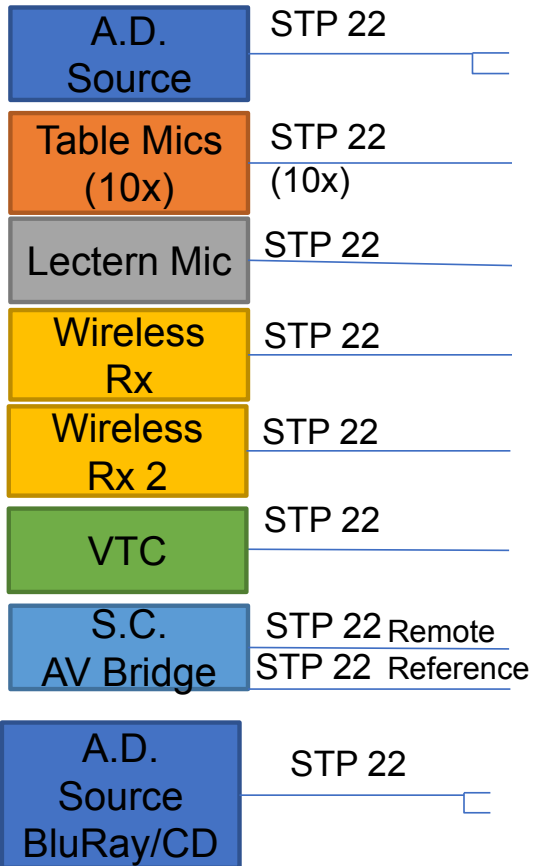 A.D.
Source
STP 22
Table Mics
(10x)
STP 22
(10x)
Lectern Mic
STP 22
Wireless
Rx
STP 22
Wireless
Rx 2
STP 22
VTC
STP 22
S.C.
AV Bridge
STP 22 Remote
STP 22 Reference
A.D.
Source
BluRay/CD
STP 22